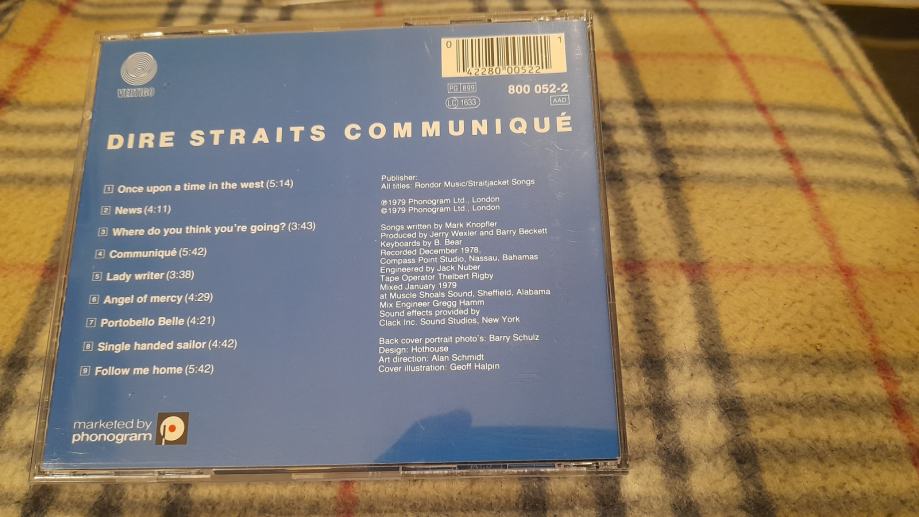 VERTIGO
0 42280 00522 1
PG 899
LC 1633
800 052-2
AAD
DIRE STRAITS COMMUNIQUÉ
1 Once upon a time in the west (5:14)
2 News (4:11)
3 Where do you think you're going? (3:43)
4 Communiqué (5:42)
5 Lady writer (3:38)
6 Angel of mercy (4:29)
7 Portobello Belle (4:21)
8 Single handed sailor (4:42)
9 Follow me home (5:42)
Publisher:
All titles: Rondor Music/Straitjacket Songs
℗1979 Phonogram Ltd., London
©1979 Phonogram Ltd., London
Songs written by Mark Knopfler
Produced by Jerry Wexler and Barry Beckett
Keyboards by B. Bear
Recorded December 1978,
Compass Point Studio, Nassau, Bahamas
Engineered by Jack Nuber
Tape Operator Thelbert Rigby
Mixed January 1979
at Muscle Shoals Sound, Sheffield, Alabama
Mix Engineer Gregg Hamm
Sound effects provided by
Clack Inc. Sound Studios, New York
Back cover portrait photo's: Barry Schulz
Design: Hothouse
Art direction: Alan Schmidt
Cover illustration: Geoff Halpin
marketed by
phonogram